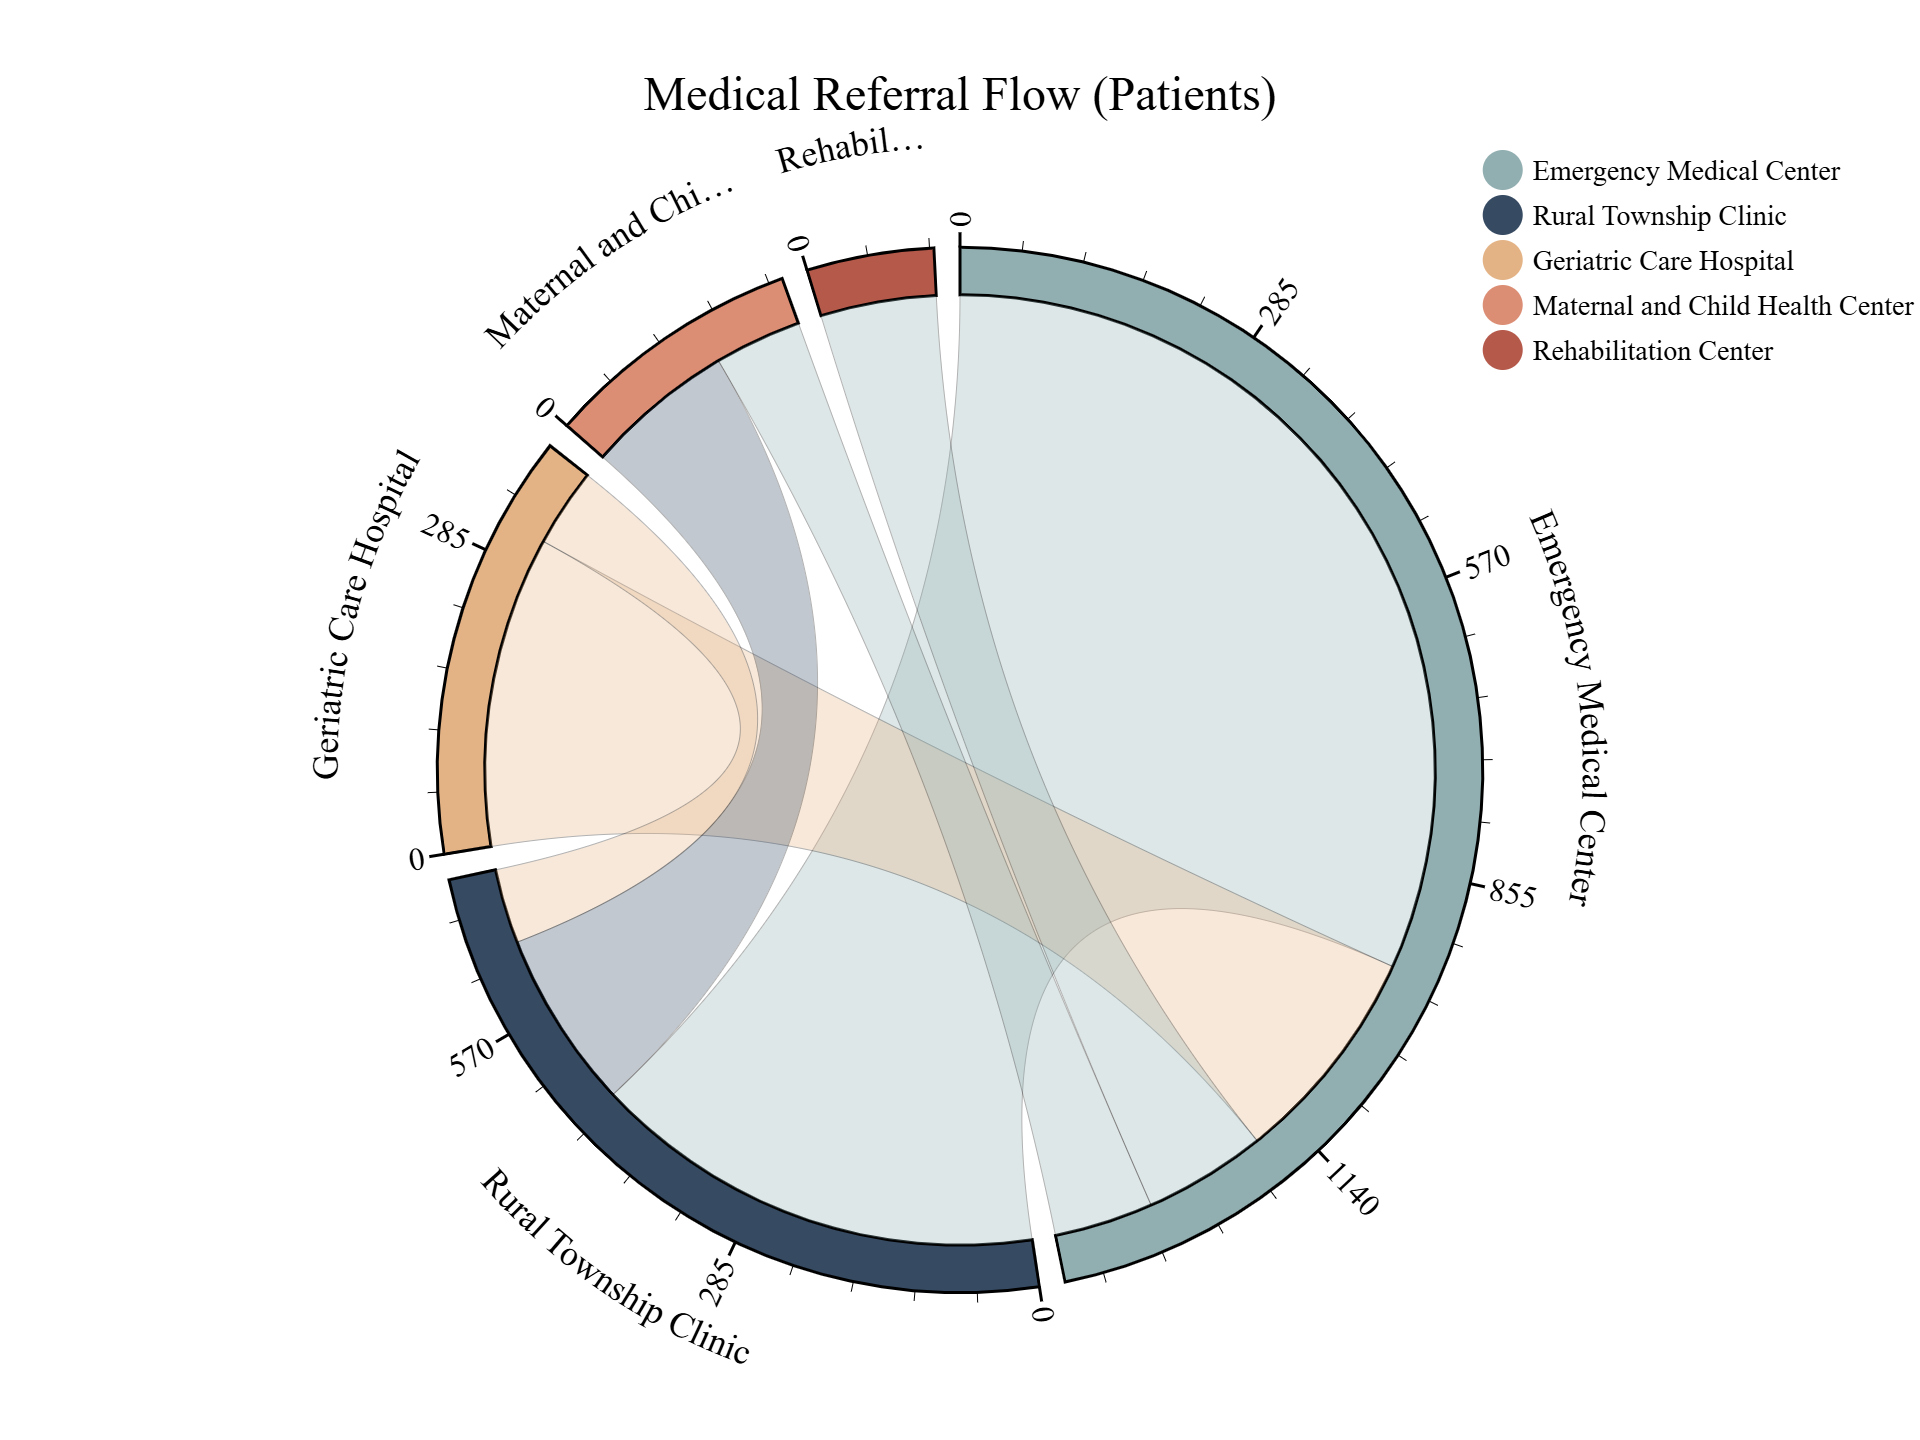 Medical Referral Flow (Patients)
Rehabil…
Maternal and Chi…
Geriatric Care Hospital
Rural Township Clinic
Emergency Medical Center
0
285
570
855
1140
0
285
570
0
285
0
0
Emergency Medical Center
Rural Township Clinic
Geriatric Care Hospital
Maternal and Child Health Center
Rehabilitation Center